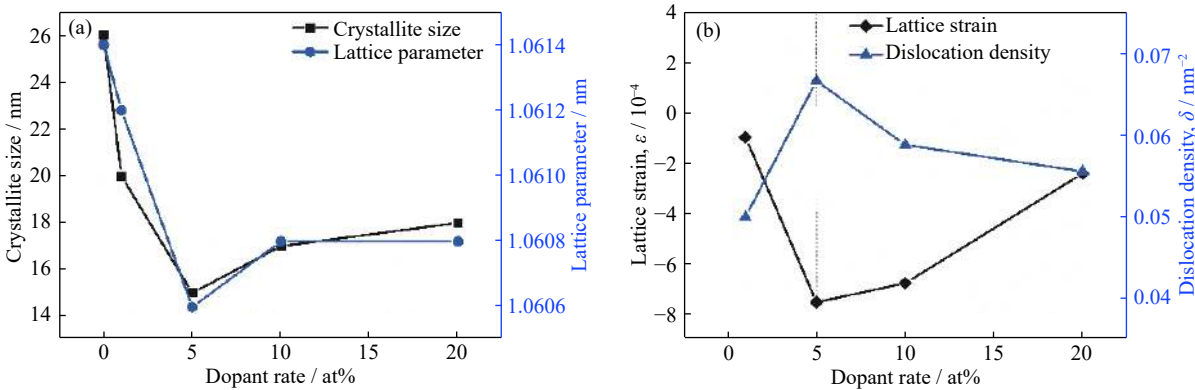 (a)
Crystallite size
Lattice parameter
26
24
22
20
18
16
14
Crystallite size / nm
1.0614
1.0612
1.0610
1.0608
1.0606
Lattice parameter / nm
0
5
10
15
20
Dopant rate / at%
(b)
Lattice strain
Dislocation density
4
2
0
−2
−4
−6
−8
Lattice strain, ε / 10⁻⁴
0.07
0.06
0.05
0.04
Dislocation density, δ / nm⁻²
0
5
10
15
20
Dopant rate / at%